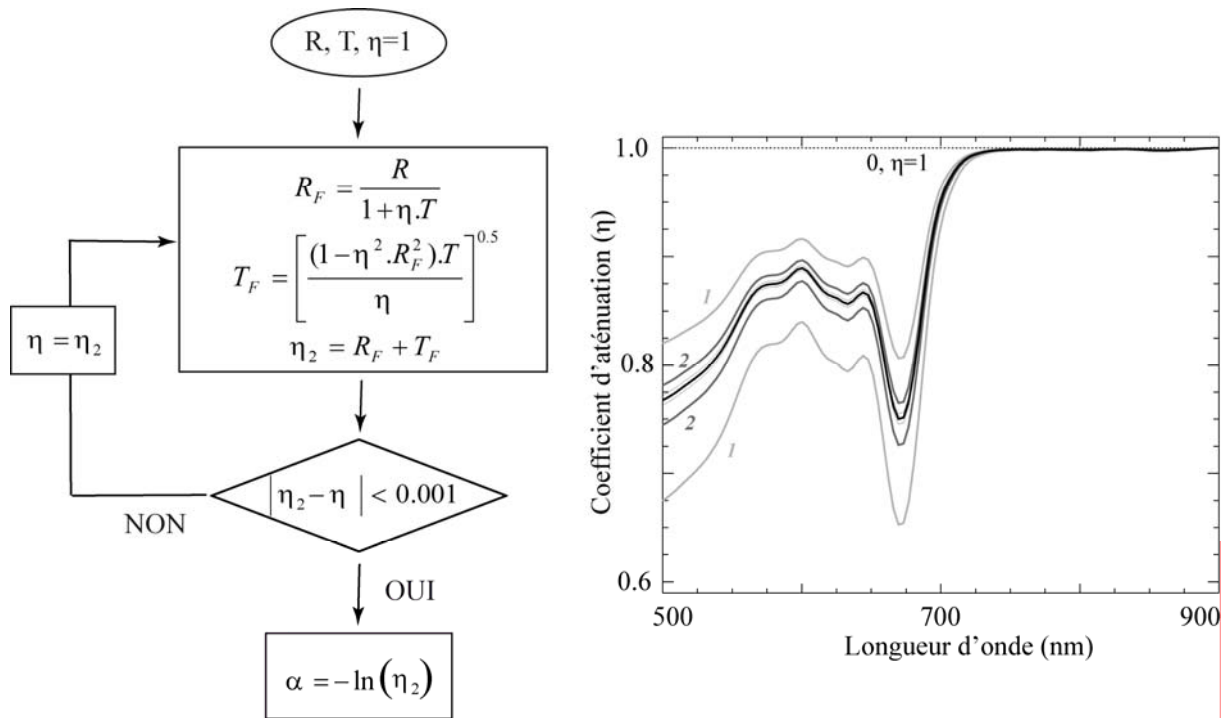 R, T, η=1
R_F = R / (1+η.T)
T_F = [(1−η².R_F²).T / η]^0.5
η₂ = R_F + T_F
η = η₂
|η₂ − η| < 0.001
NON
OUI
α = −ln(η₂)
Coefficient d'aténuation (η)
1.0
0.8
0.6
0, η=1
1
2
2
1
500
700
900
Longueur d'onde (nm)